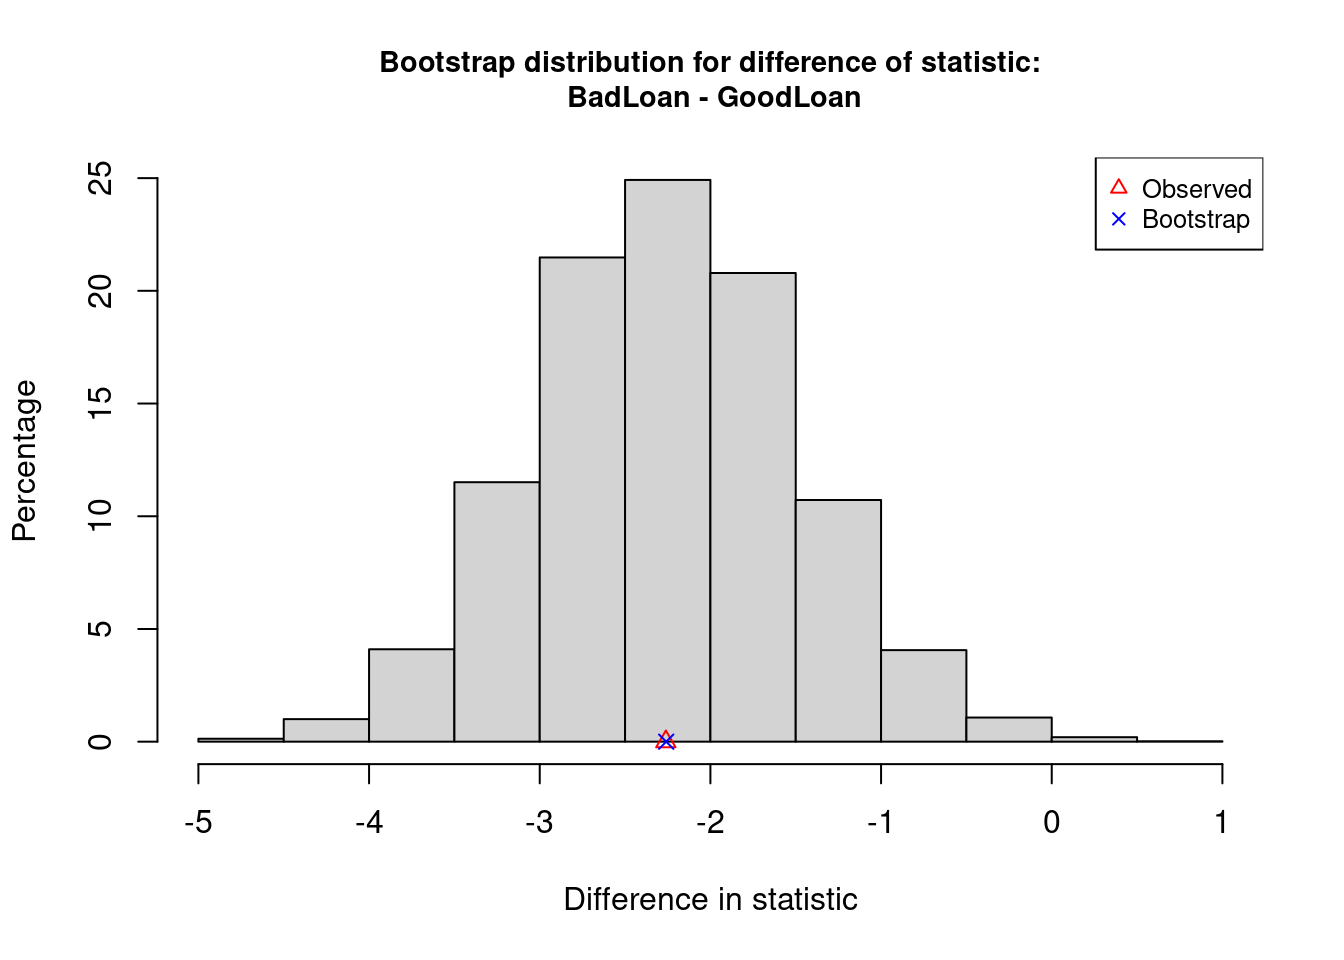 Bootstrap distribution for difference of statistic:
BadLoan - GoodLoan
Observed
Bootstrap
Percentage
25
20
15
10
5
0
-5 -4 -3 -2 -1 0 1
Difference in statistic